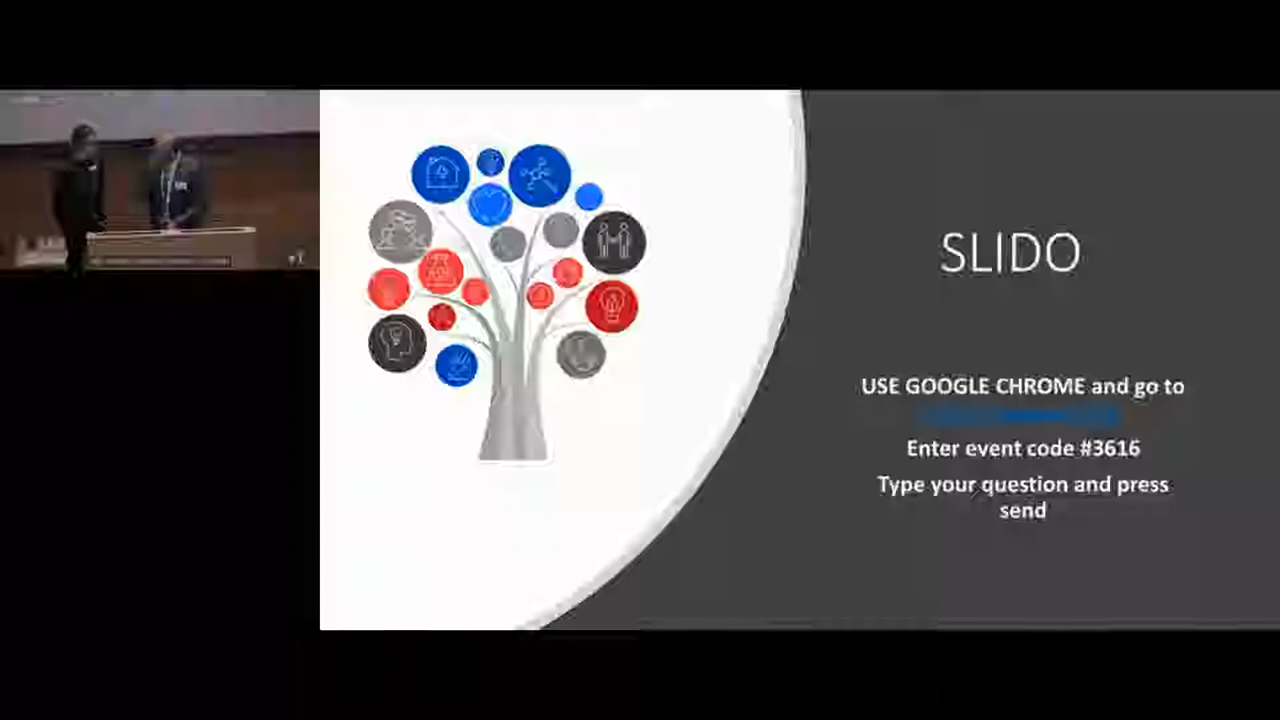 SLIDO
USE GOOGLE CHROME and go to
Enter event code #3616
Type your question and press
send